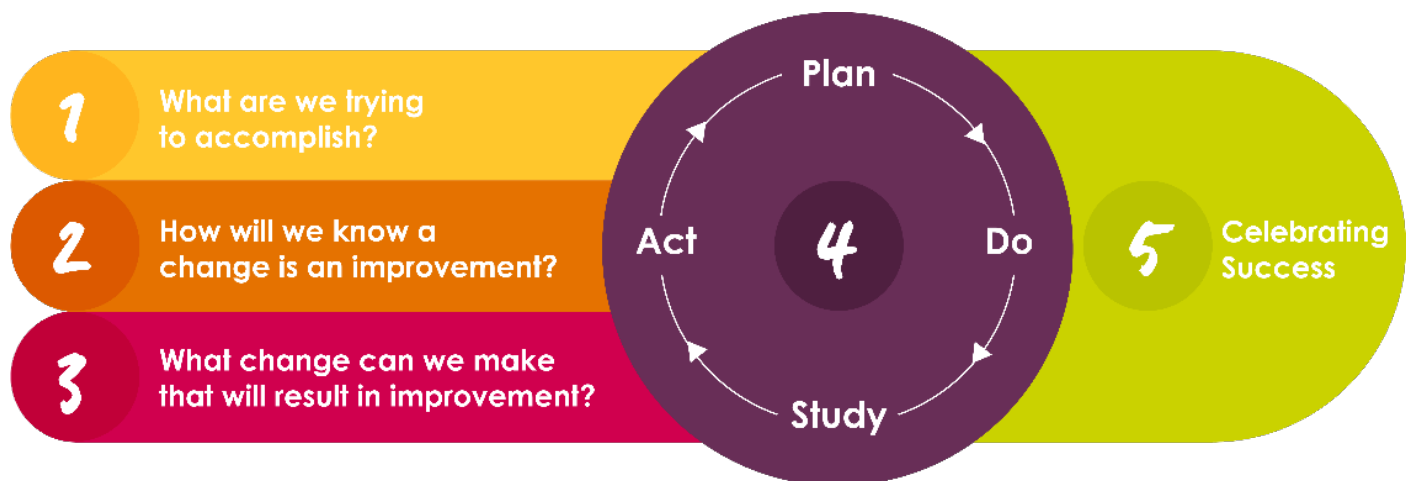 1
What are we trying
to accomplish?
2
How will we know a
change is an improvement?
3
What change can we make
that will result in improvement?
Plan
Act
4
Do
Study
5
Celebrating
Success